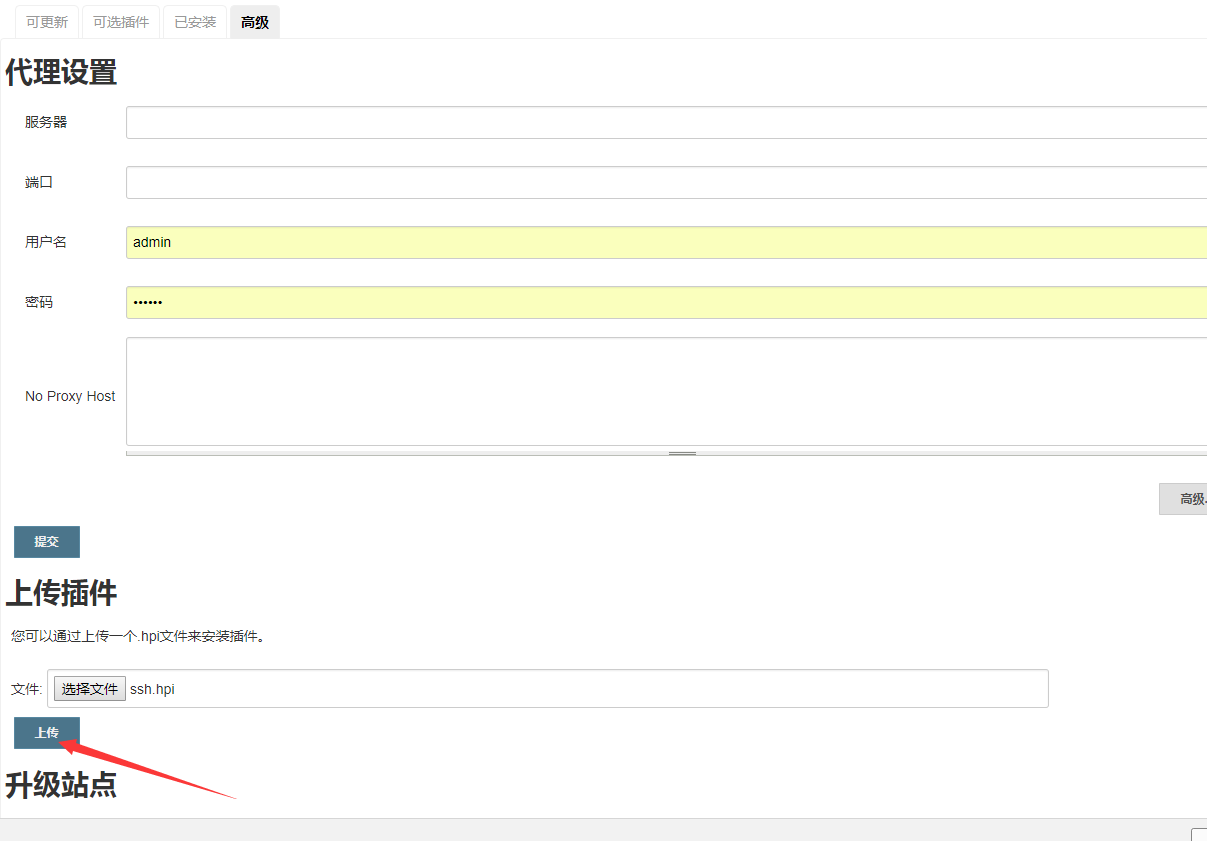 可更新 可选插件 已安装 高级
代理设置
服务器
端口
用户名 admin
密码 ••••••
No Proxy Host
高级.
提交
上传插件
您可以通过上传一个.hpi文件来安装插件。
文件: 选择文件 ssh.hpi
上传
升级站点